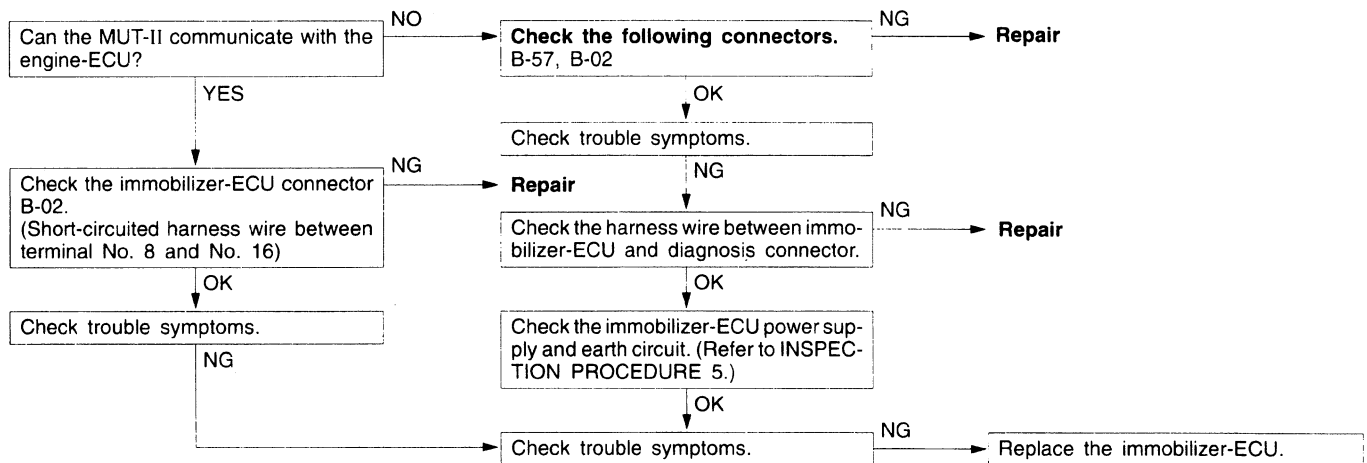 Can the MUT-II communicate with the
engine-ECU?
NO
Check the following connectors.
B-57, B-02
NG
Repair
YES
OK
Check trouble symptoms.
NG
Check the immobilizer-ECU connector
B-02.
(Short-circuited harness wire between
terminal No. 8 and No. 16)
NG
Repair
Check the harness wire between immo-
bilizer-ECU and diagnosis connector.
NG
Repair
OK
Check trouble symptoms.
NG
OK
Check the immobilizer-ECU power sup-
ply and earth circuit. (Refer to INSPEC-
TION PROCEDURE 5.)
OK
Check trouble symptoms.
NG
Replace the immobilizer-ECU.